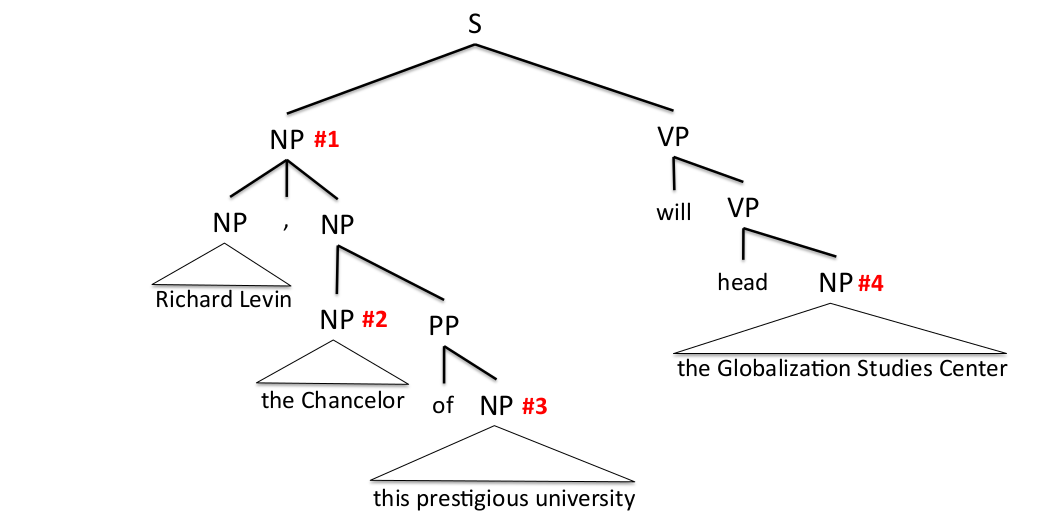 S
NP #1
VP
NP , NP
will VP
Richard Levin
head NP #4
NP #2 PP
the Globalization Studies Center
the Chancelor of NP #3
this prestigious university